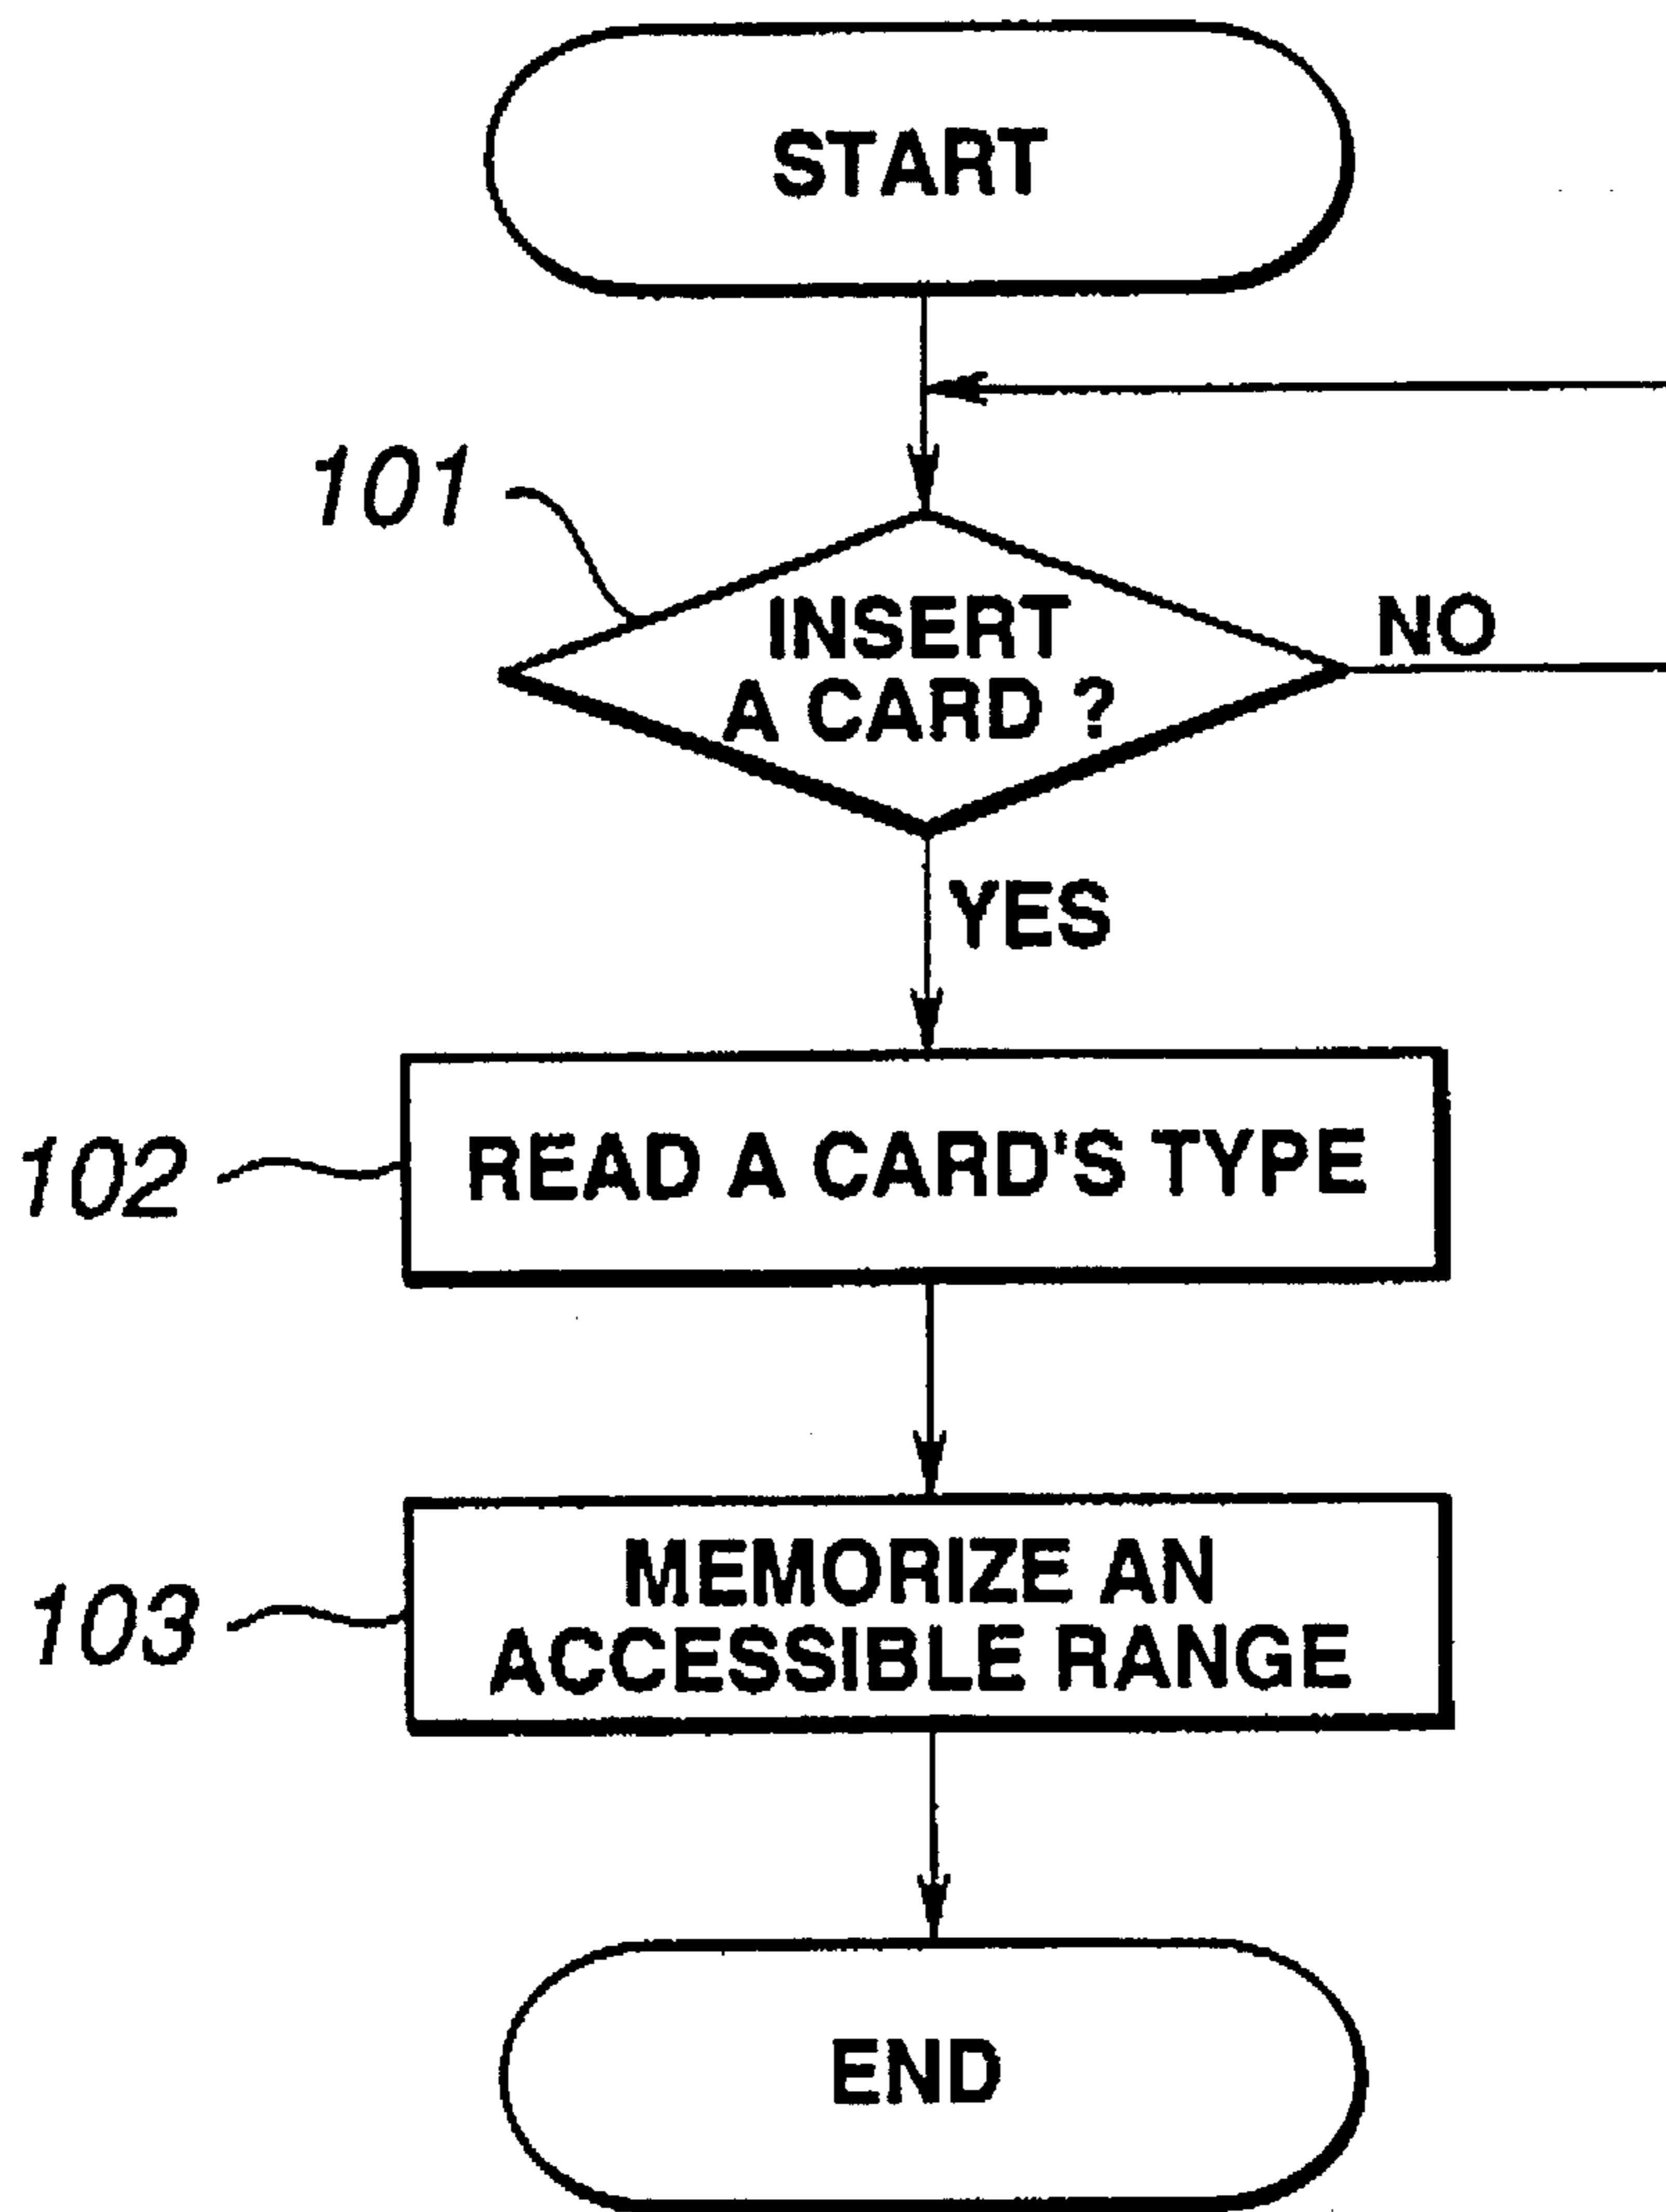 START
101
INSERT
A CARD ?
NO
YES
102
READ A CARD'S TYPE
103
MEMORIZE AN
ACCESSIBLE RANGE
END